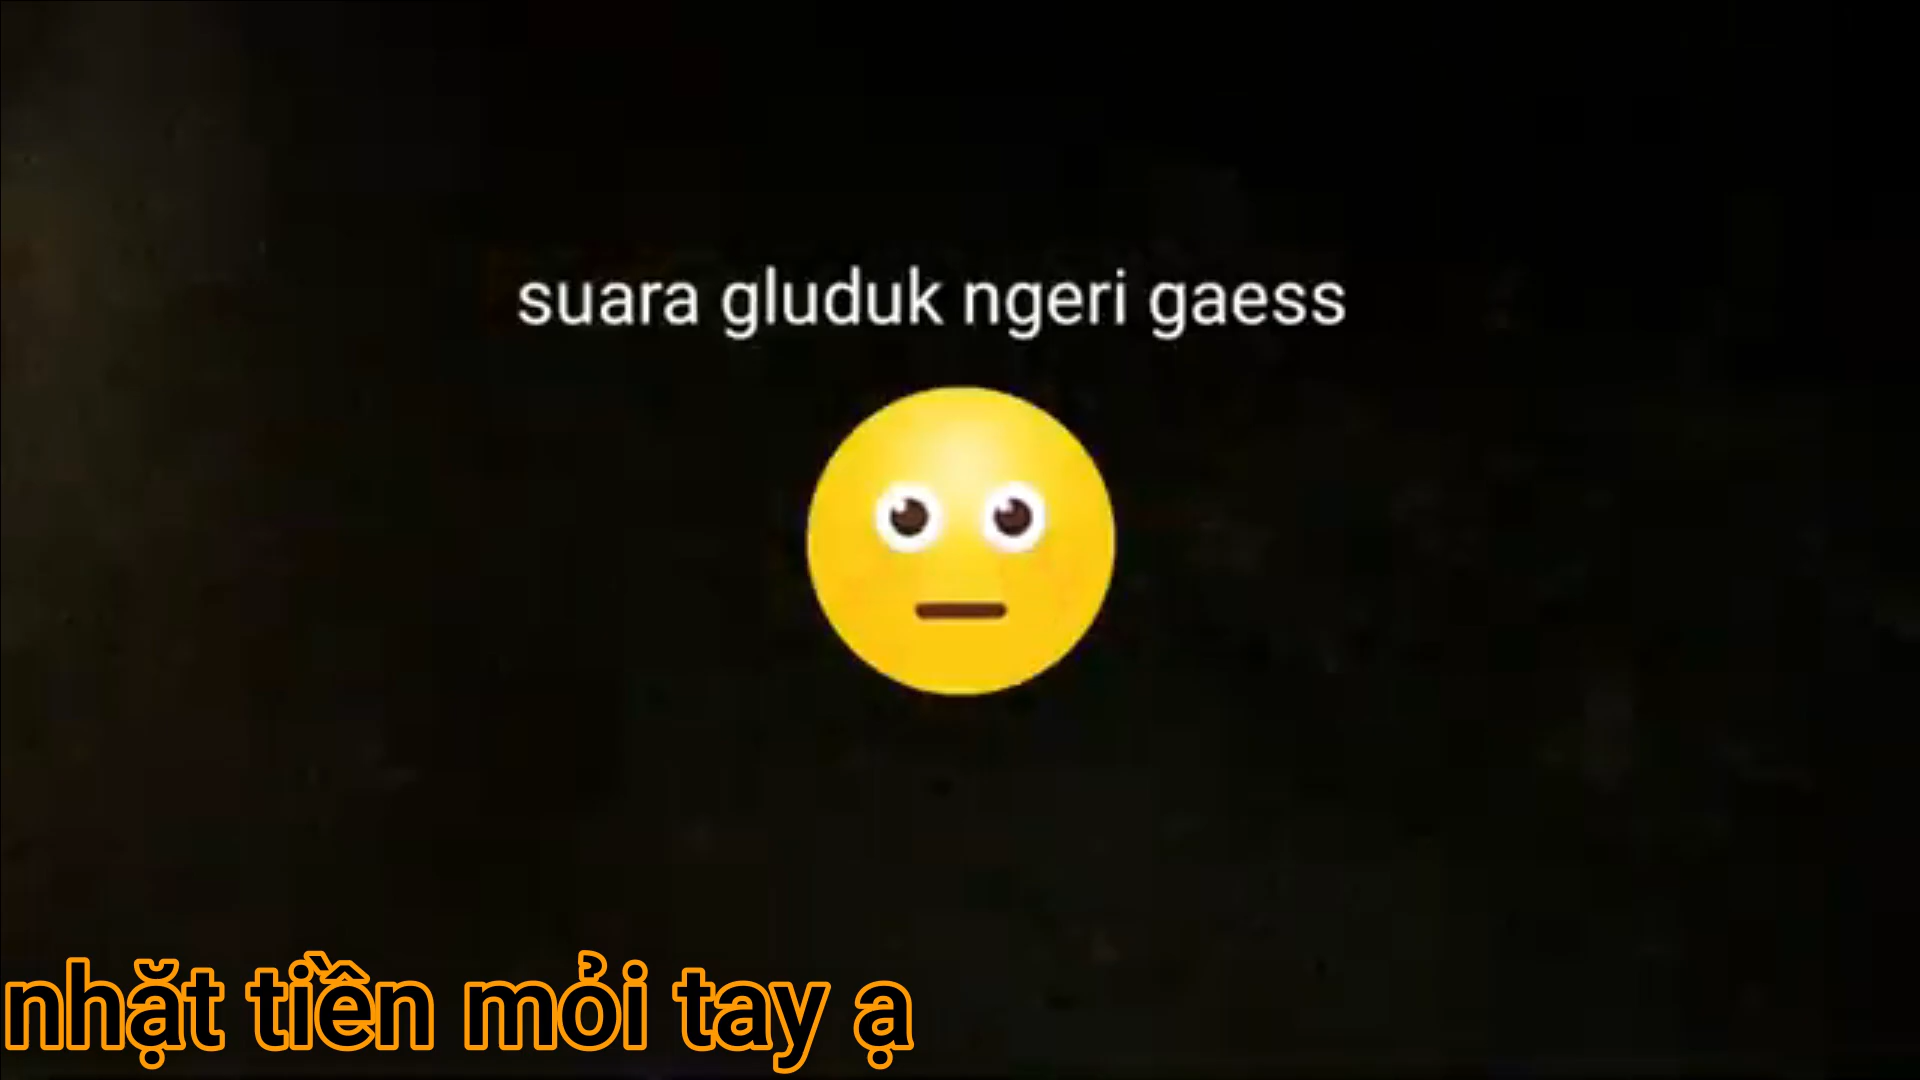 suara gluduk ngeri gaess
nhặt tiền mỏi tay ạ